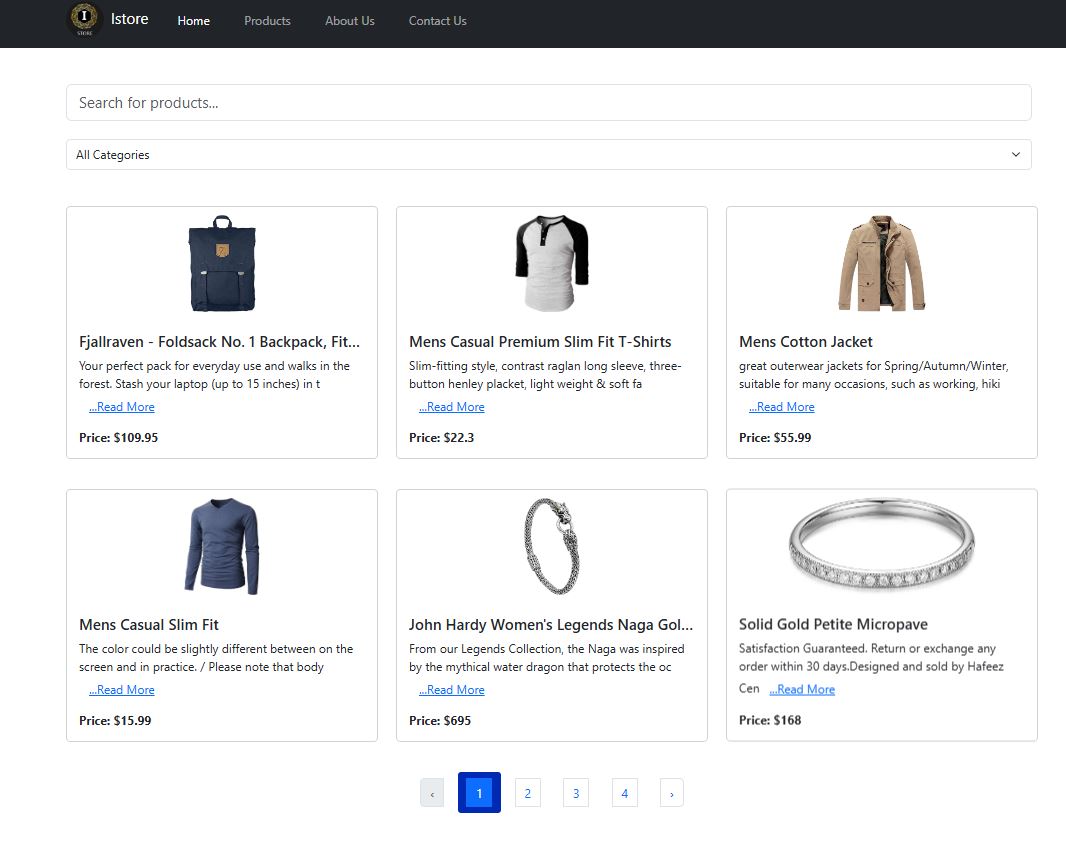 I
STORE
Istore
Home
Products
About Us
Contact Us
Search for products...
All Categories
Fjallraven - Foldsack No. 1 Backpack, Fit...
Your perfect pack for everyday use and walks in the
forest. Stash your laptop (up to 15 inches) in t
...Read More
Price: $109.95
Mens Casual Premium Slim Fit T-Shirts
Slim-fitting style, contrast raglan long sleeve, three-
button henley placket, light weight & soft fa
...Read More
Price: $22.3
Mens Cotton Jacket
great outerwear jackets for Spring/Autumn/Winter,
suitable for many occasions, such as working, hiki
...Read More
Price: $55.99
Mens Casual Slim Fit
The color could be slightly different between on the
screen and in practice. / Please note that body
...Read More
Price: $15.99
John Hardy Women's Legends Naga Gol...
From our Legends Collection, the Naga was inspired
by the mythical water dragon that protects the oc
...Read More
Price: $695
Solid Gold Petite Micropave
Satisfaction Guaranteed. Return or exchange any
order within 30 days.Designed and sold by Hafeez
Cen ...Read More
Price: $168
‹ 1 2 3 4 ›